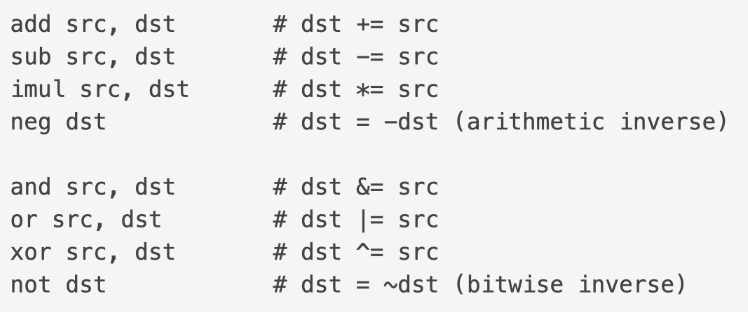 add src, dst       # dst += src
sub src, dst       # dst -= src
imul src, dst      # dst *= src
neg dst            # dst = -dst (arithmetic inverse)

and src, dst       # dst &= src
or src, dst        # dst |= src
xor src, dst       # dst ^= src
not dst            # dst = ~dst (bitwise inverse)